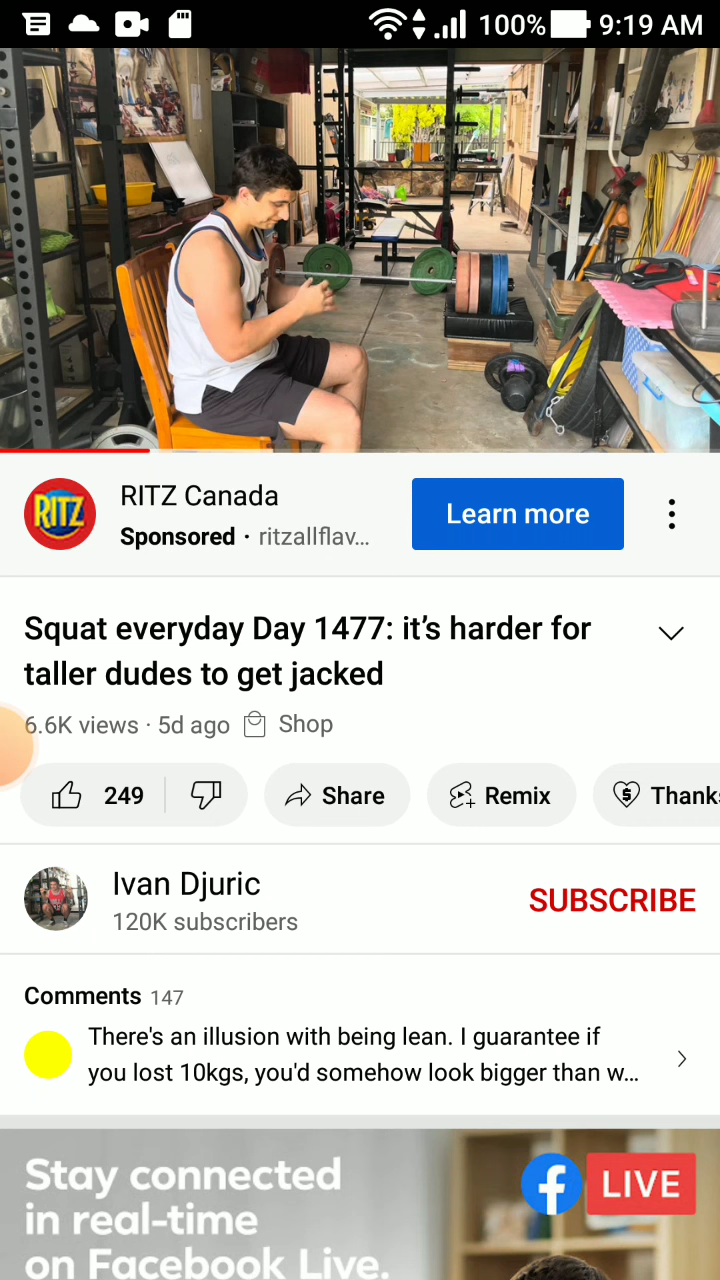 100% 9:19 AM
RITZ
RITZ Canada
Sponsored · ritzallflav...
Learn more
Squat everyday Day 1477: it's harder for
taller dudes to get jacked
6.6K views · 5d ago Shop
249 Share Remix Thanks
Ivan Djuric
120K subscribers
SUBSCRIBE
Comments 147
There's an illusion with being lean. I guarantee if
you lost 10kgs, you'd somehow look bigger than w...
Stay connected
in real-time
on Facebook Live.
f LIVE